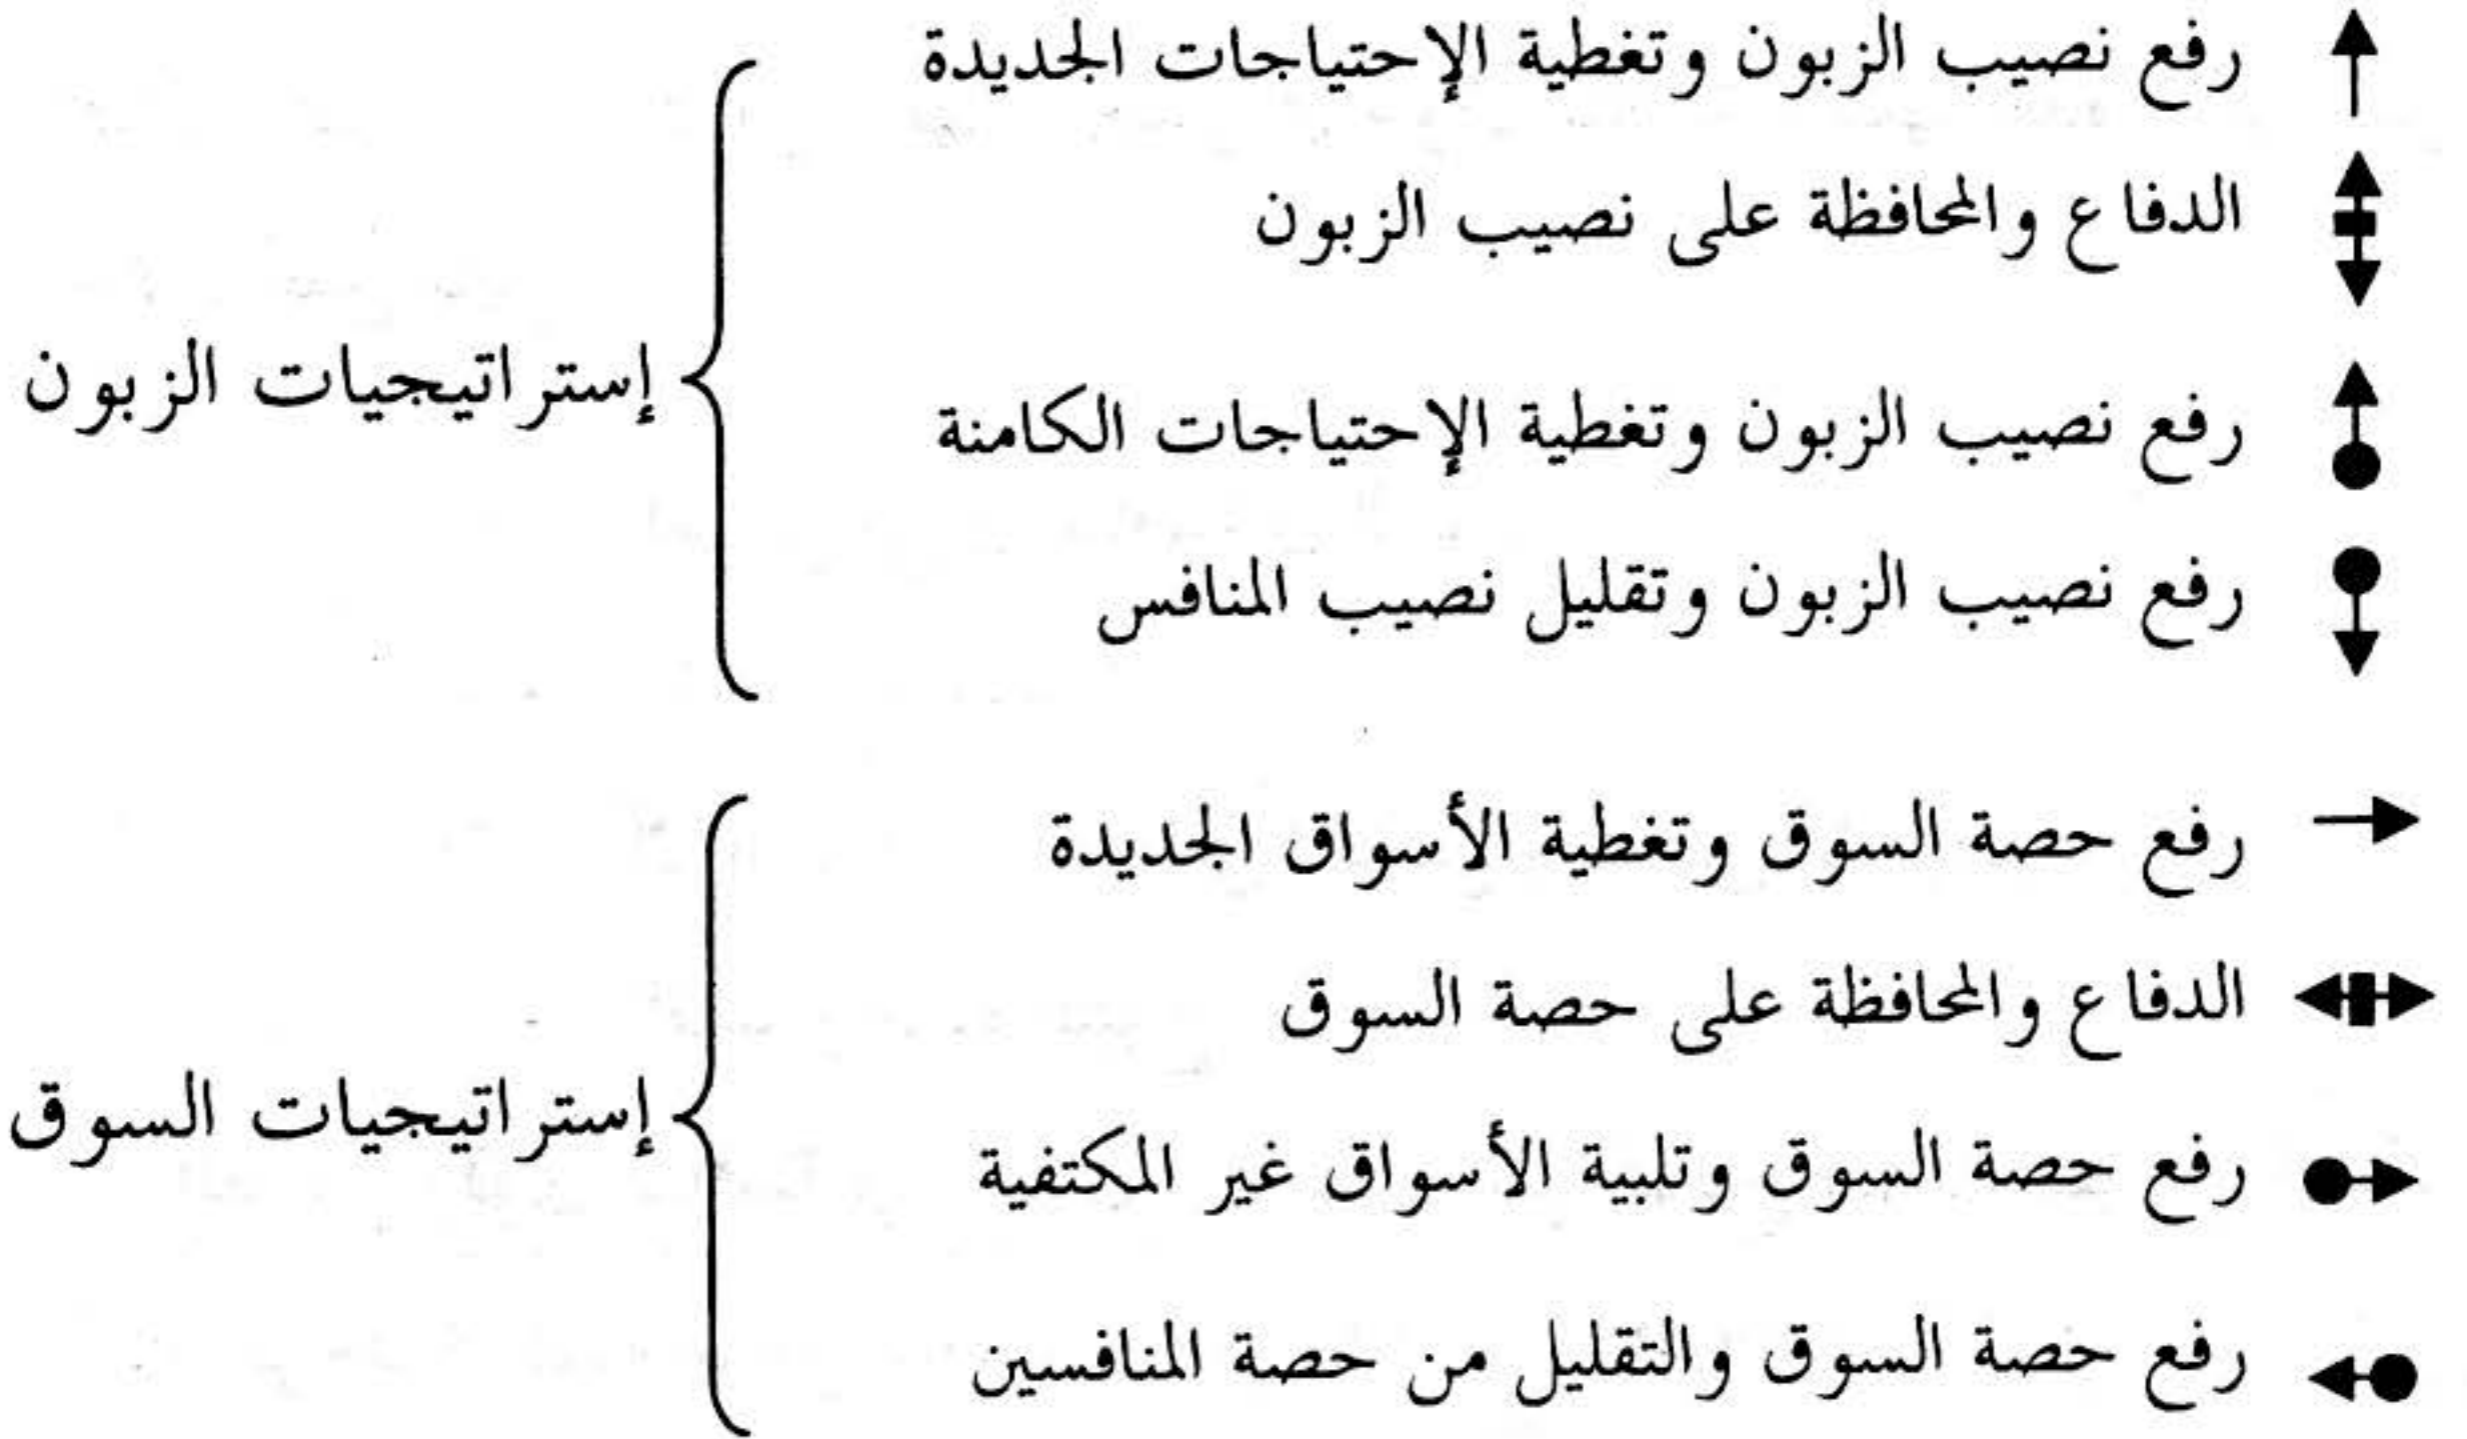 رفع نصيب الزبون وتغطية الإحتياجات الجديدة
الدفاع والمحافظة على نصيب الزبون
رفع نصيب الزبون وتغطية الإحتياجات الكامنة
رفع نصيب الزبون وتقليل نصيب المنافس
إستراتيجيات الزبون
رفع حصة السوق وتغطية الأسواق الجديدة
الدفاع والمحافظة على حصة السوق
رفع حصة السوق وتلبية الأسواق غير المكتفية
رفع حصة السوق والتقليل من حصة المنافسين
إستراتيجيات السوق